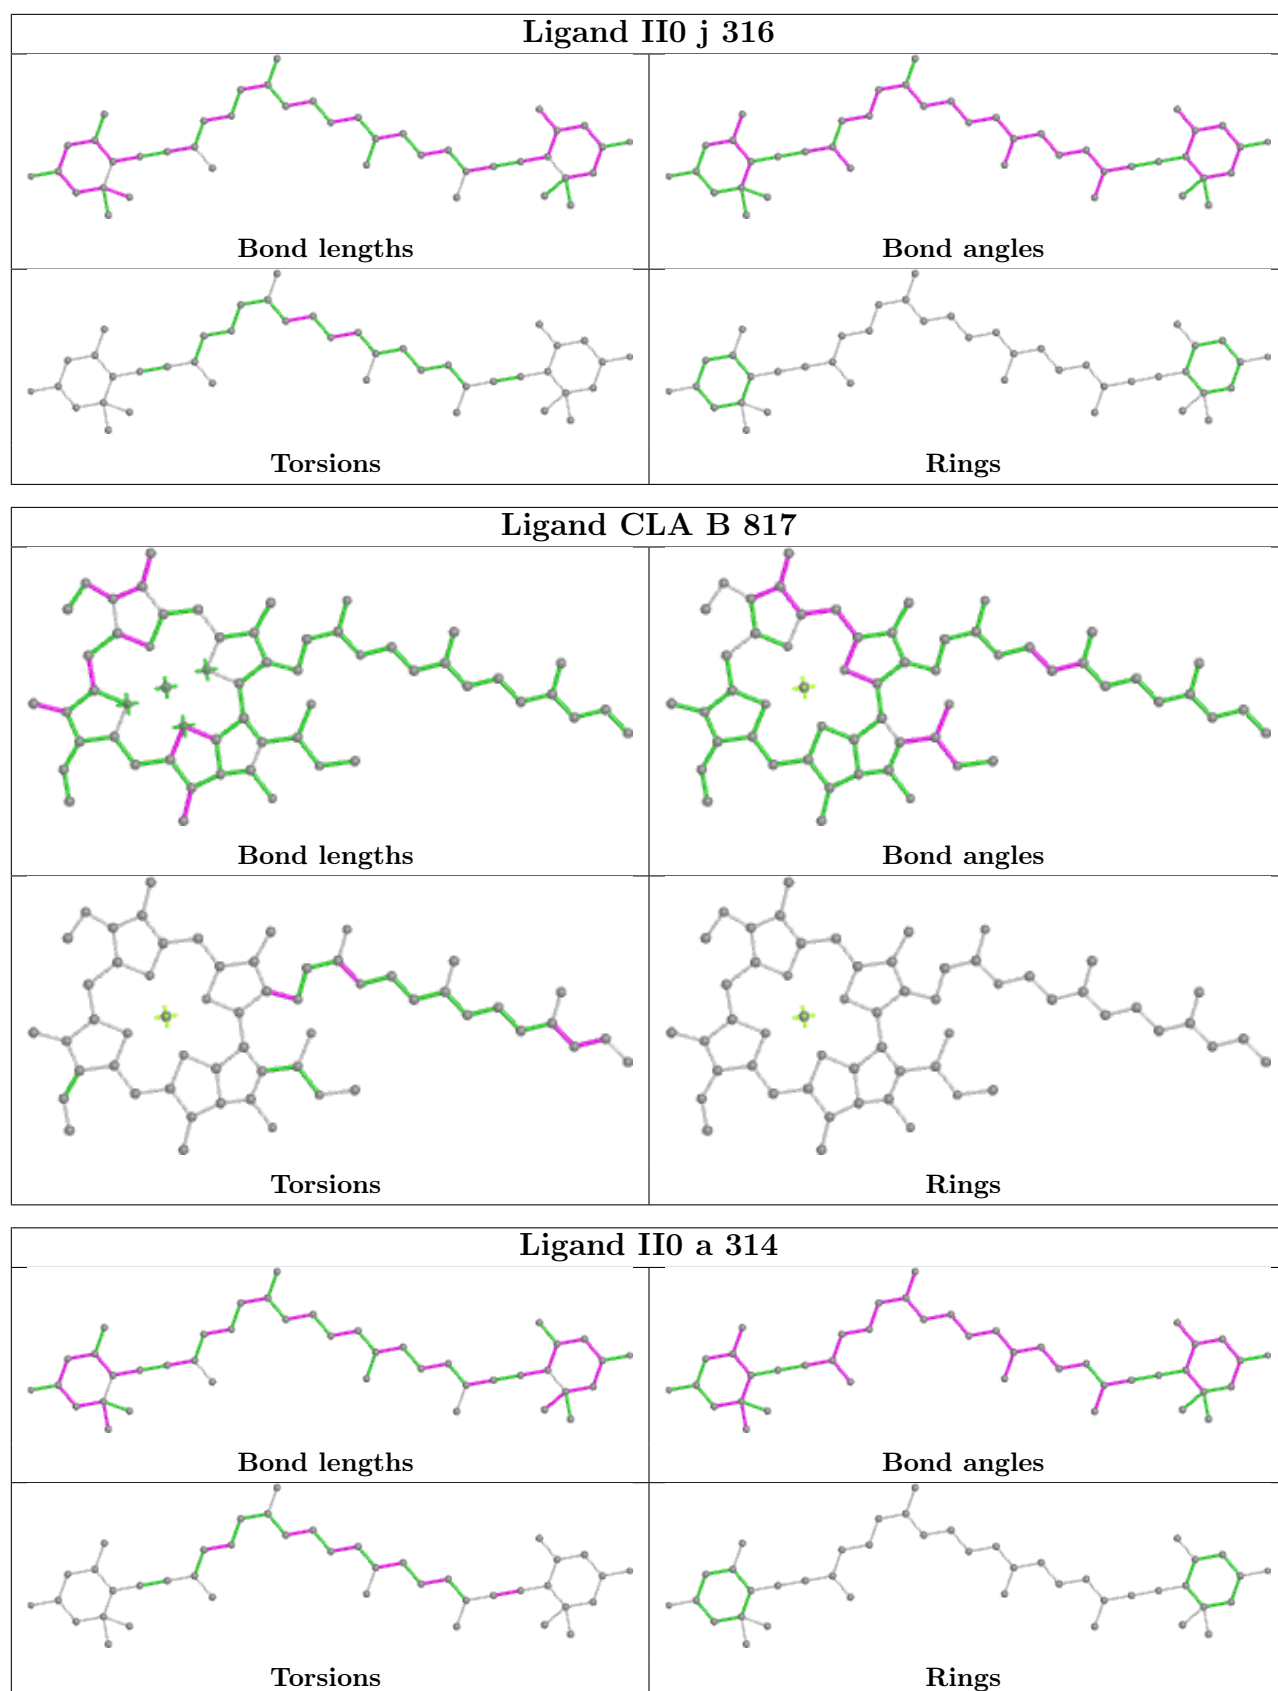 Ligand II0 j 316
Bond lengths
Bond angles
Torsions
Rings
Ligand CLA B 817
Bond lengths
Bond angles
Torsions
Rings
Ligand II0 a 314
Bond lengths
Bond angles
Torsions
Rings